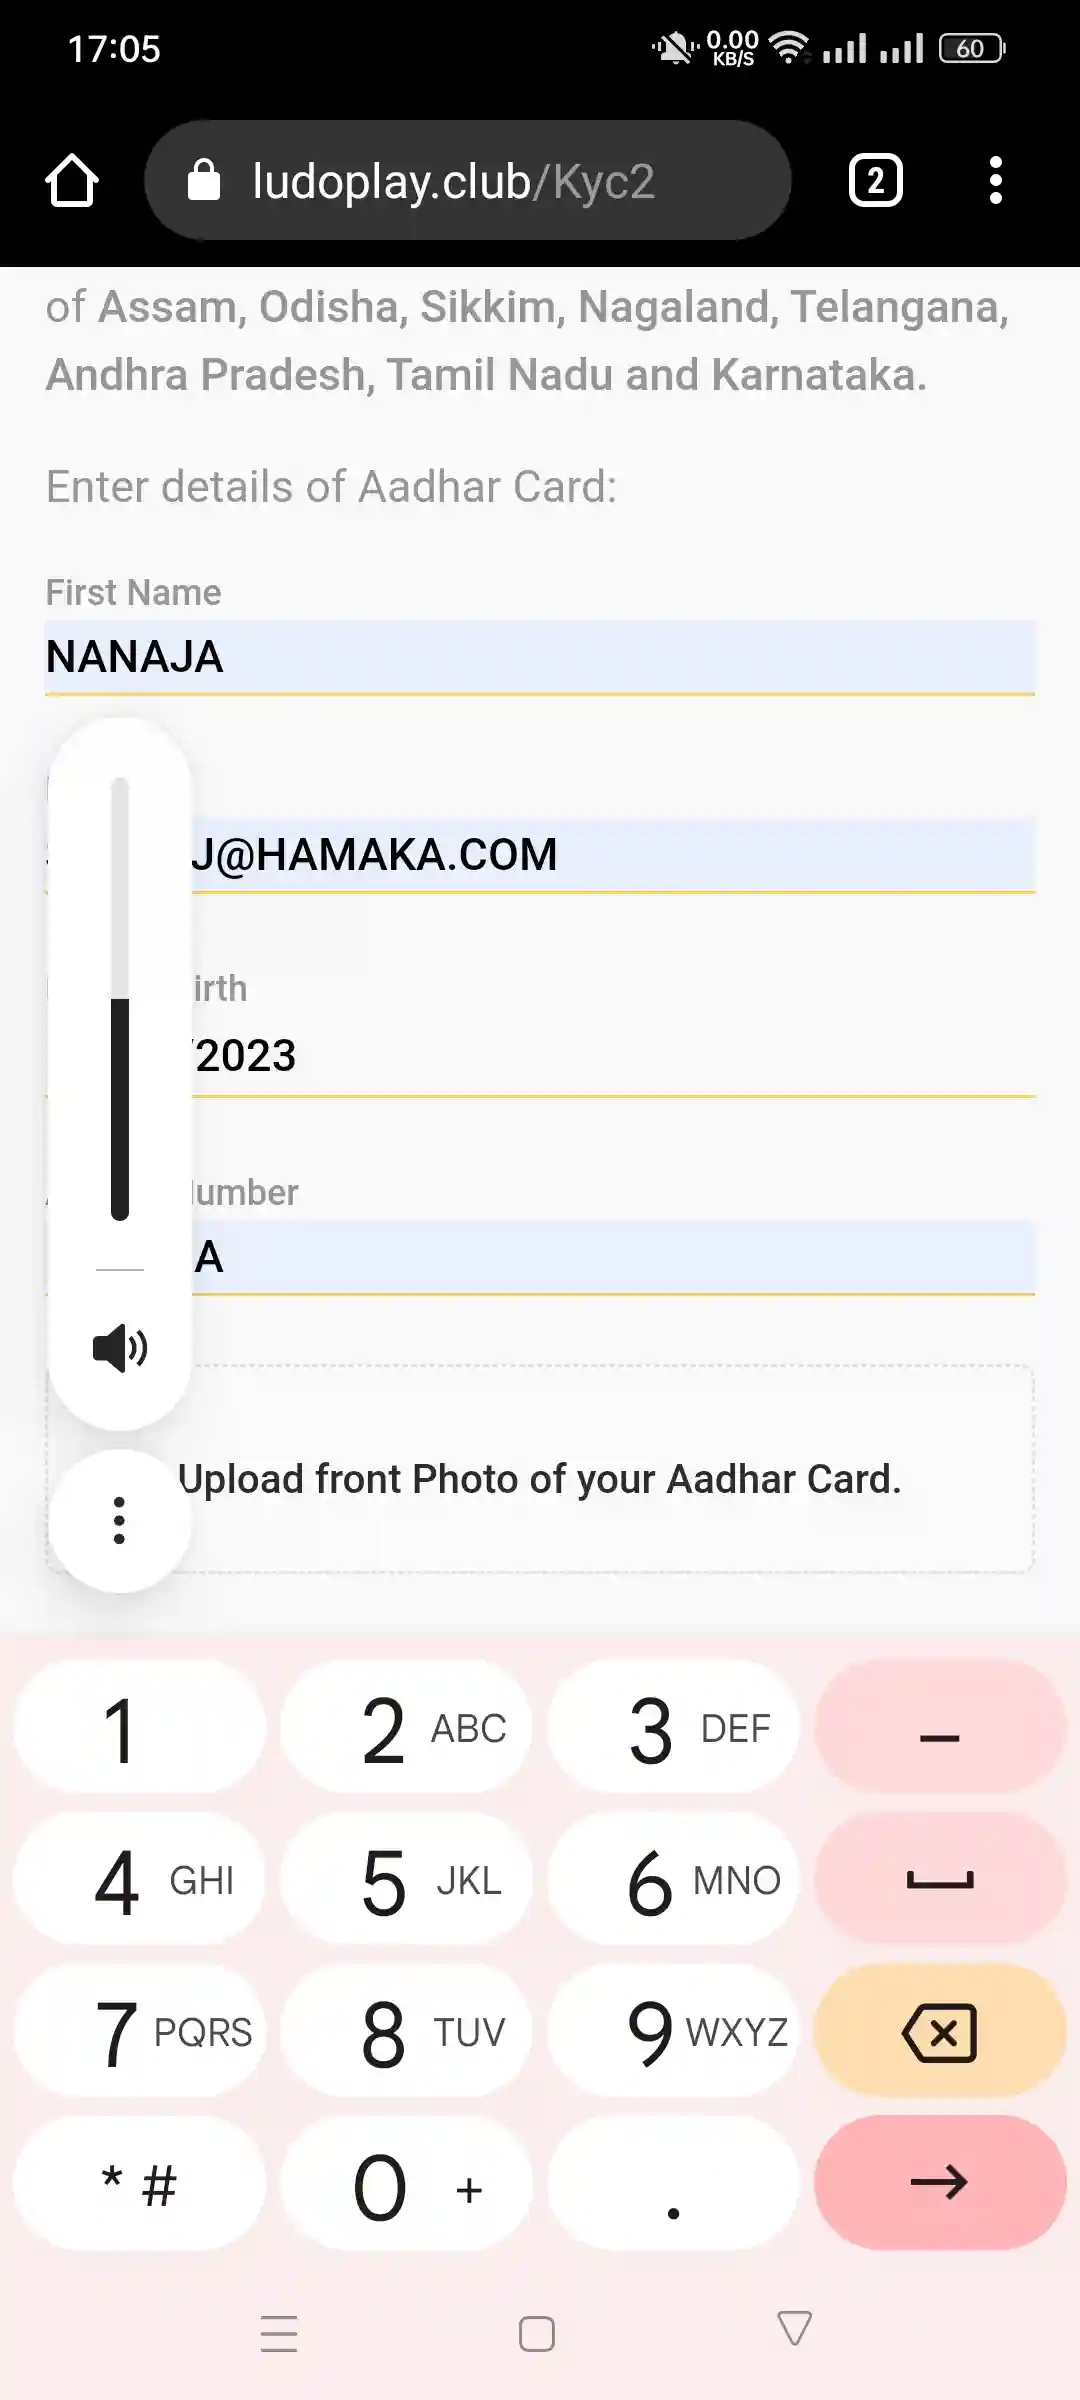 17:05
0.00
KB/S
60
ludoplay.club/Kyc2
2
of Assam, Odisha, Sikkim, Nagaland, Telangana,
Andhra Pradesh, Tamil Nadu and Karnataka.
Enter details of Aadhar Card:
First Name
NANAJA
J@HAMAKA.COM
irth
/2023
umber
A
Upload front Photo of your Aadhar Card.
1
2 ABC
3 DEF
–
4 GHI
5 JKL
6 MNO
7 PQRS
8 TUV
9 WXYZ
* #
0 +
.